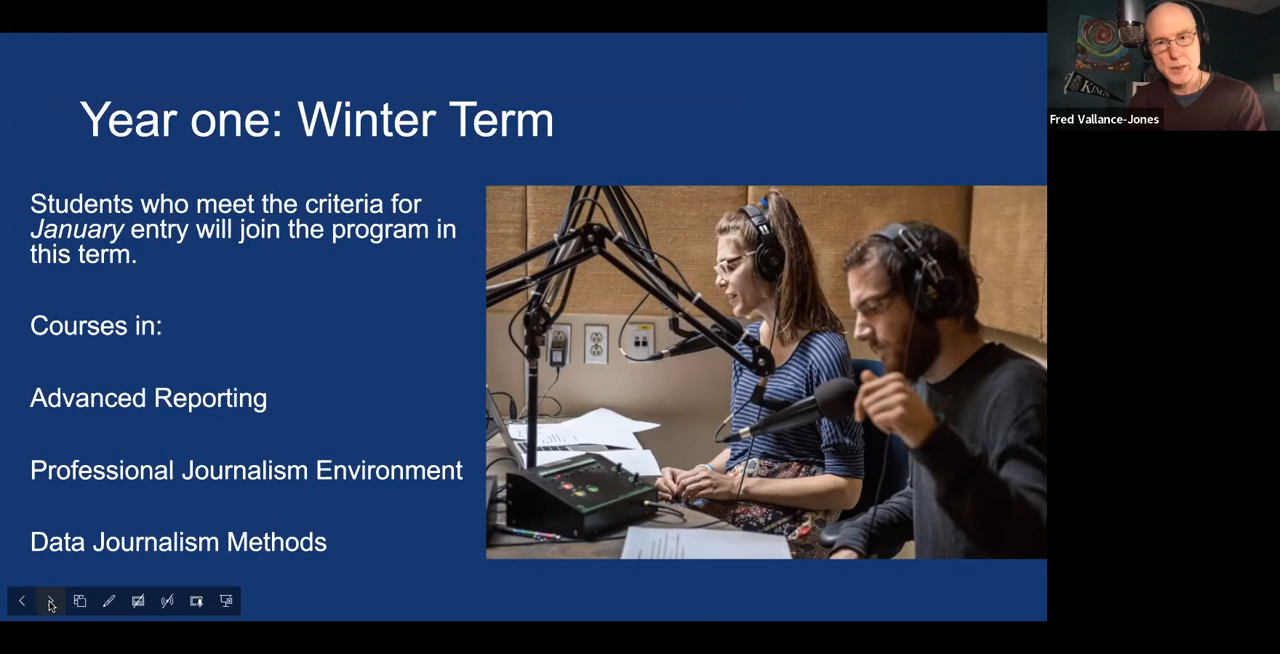 Year one: Winter Term
Students who meet the criteria for
January entry will join the program in
this term.
Courses in:
Advanced Reporting
Professional Journalism Environment
Data Journalism Methods
KINGS
Fred Vallance-Jones